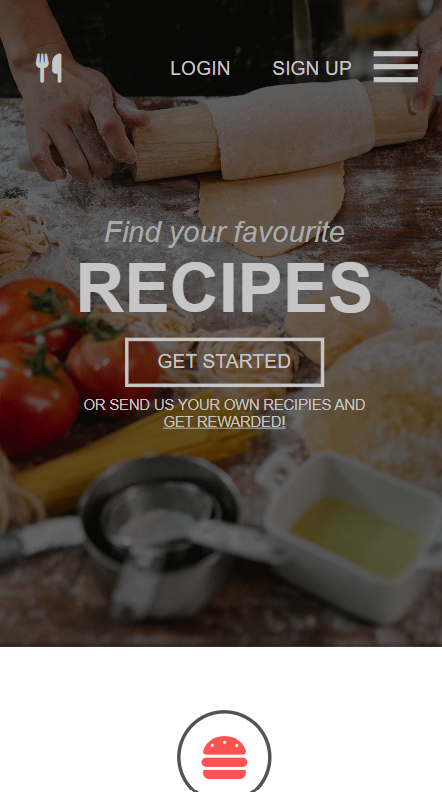 LOGIN SIGN UP
Find your favourite
RECIPES
GET STARTED
OR SEND US YOUR OWN RECIPIES AND
GET REWARDED!